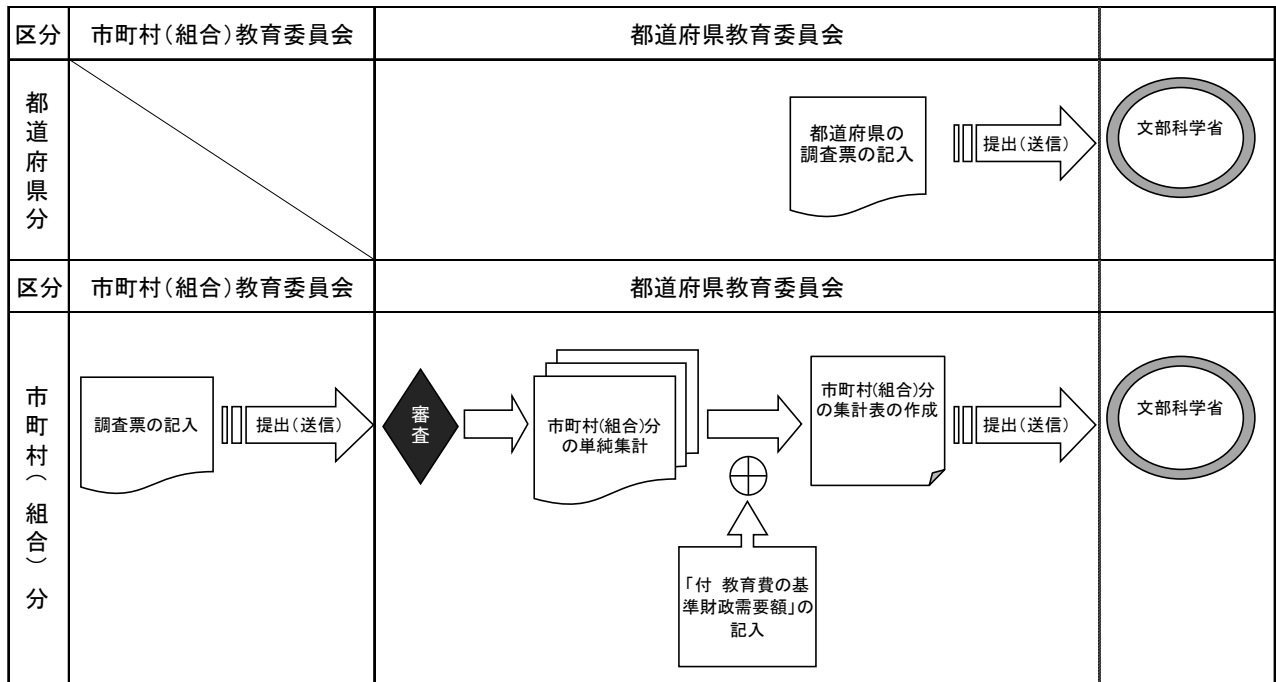 区分
市町村(組合)教育委員会
都道府県教育委員会
都道府県分
都道府県の
調査票の記入
提出(送信)
文部科学省
区分
市町村(組合)教育委員会
都道府県教育委員会
市町村(組合)分
調査票の記入
提出(送信)
審査
市町村(組合)分
の単純集計
市町村(組合)分
の集計表の作成
提出(送信)
文部科学省
「付 教育費の基
準財政需要額」の
記入